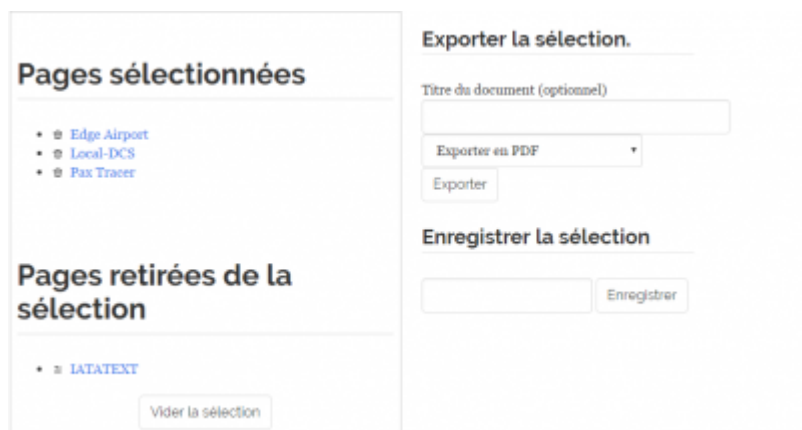 Pages sélectionnées
Edge Airport
Local-DCS
Pax Tracer
Pages retirées de la
sélection
IATATEXT
Vider la sélection
Exporter la sélection.
Titre du document (optionnel)
Exporter en PDF
Exporter
Enregistrer la sélection
Enregistrer